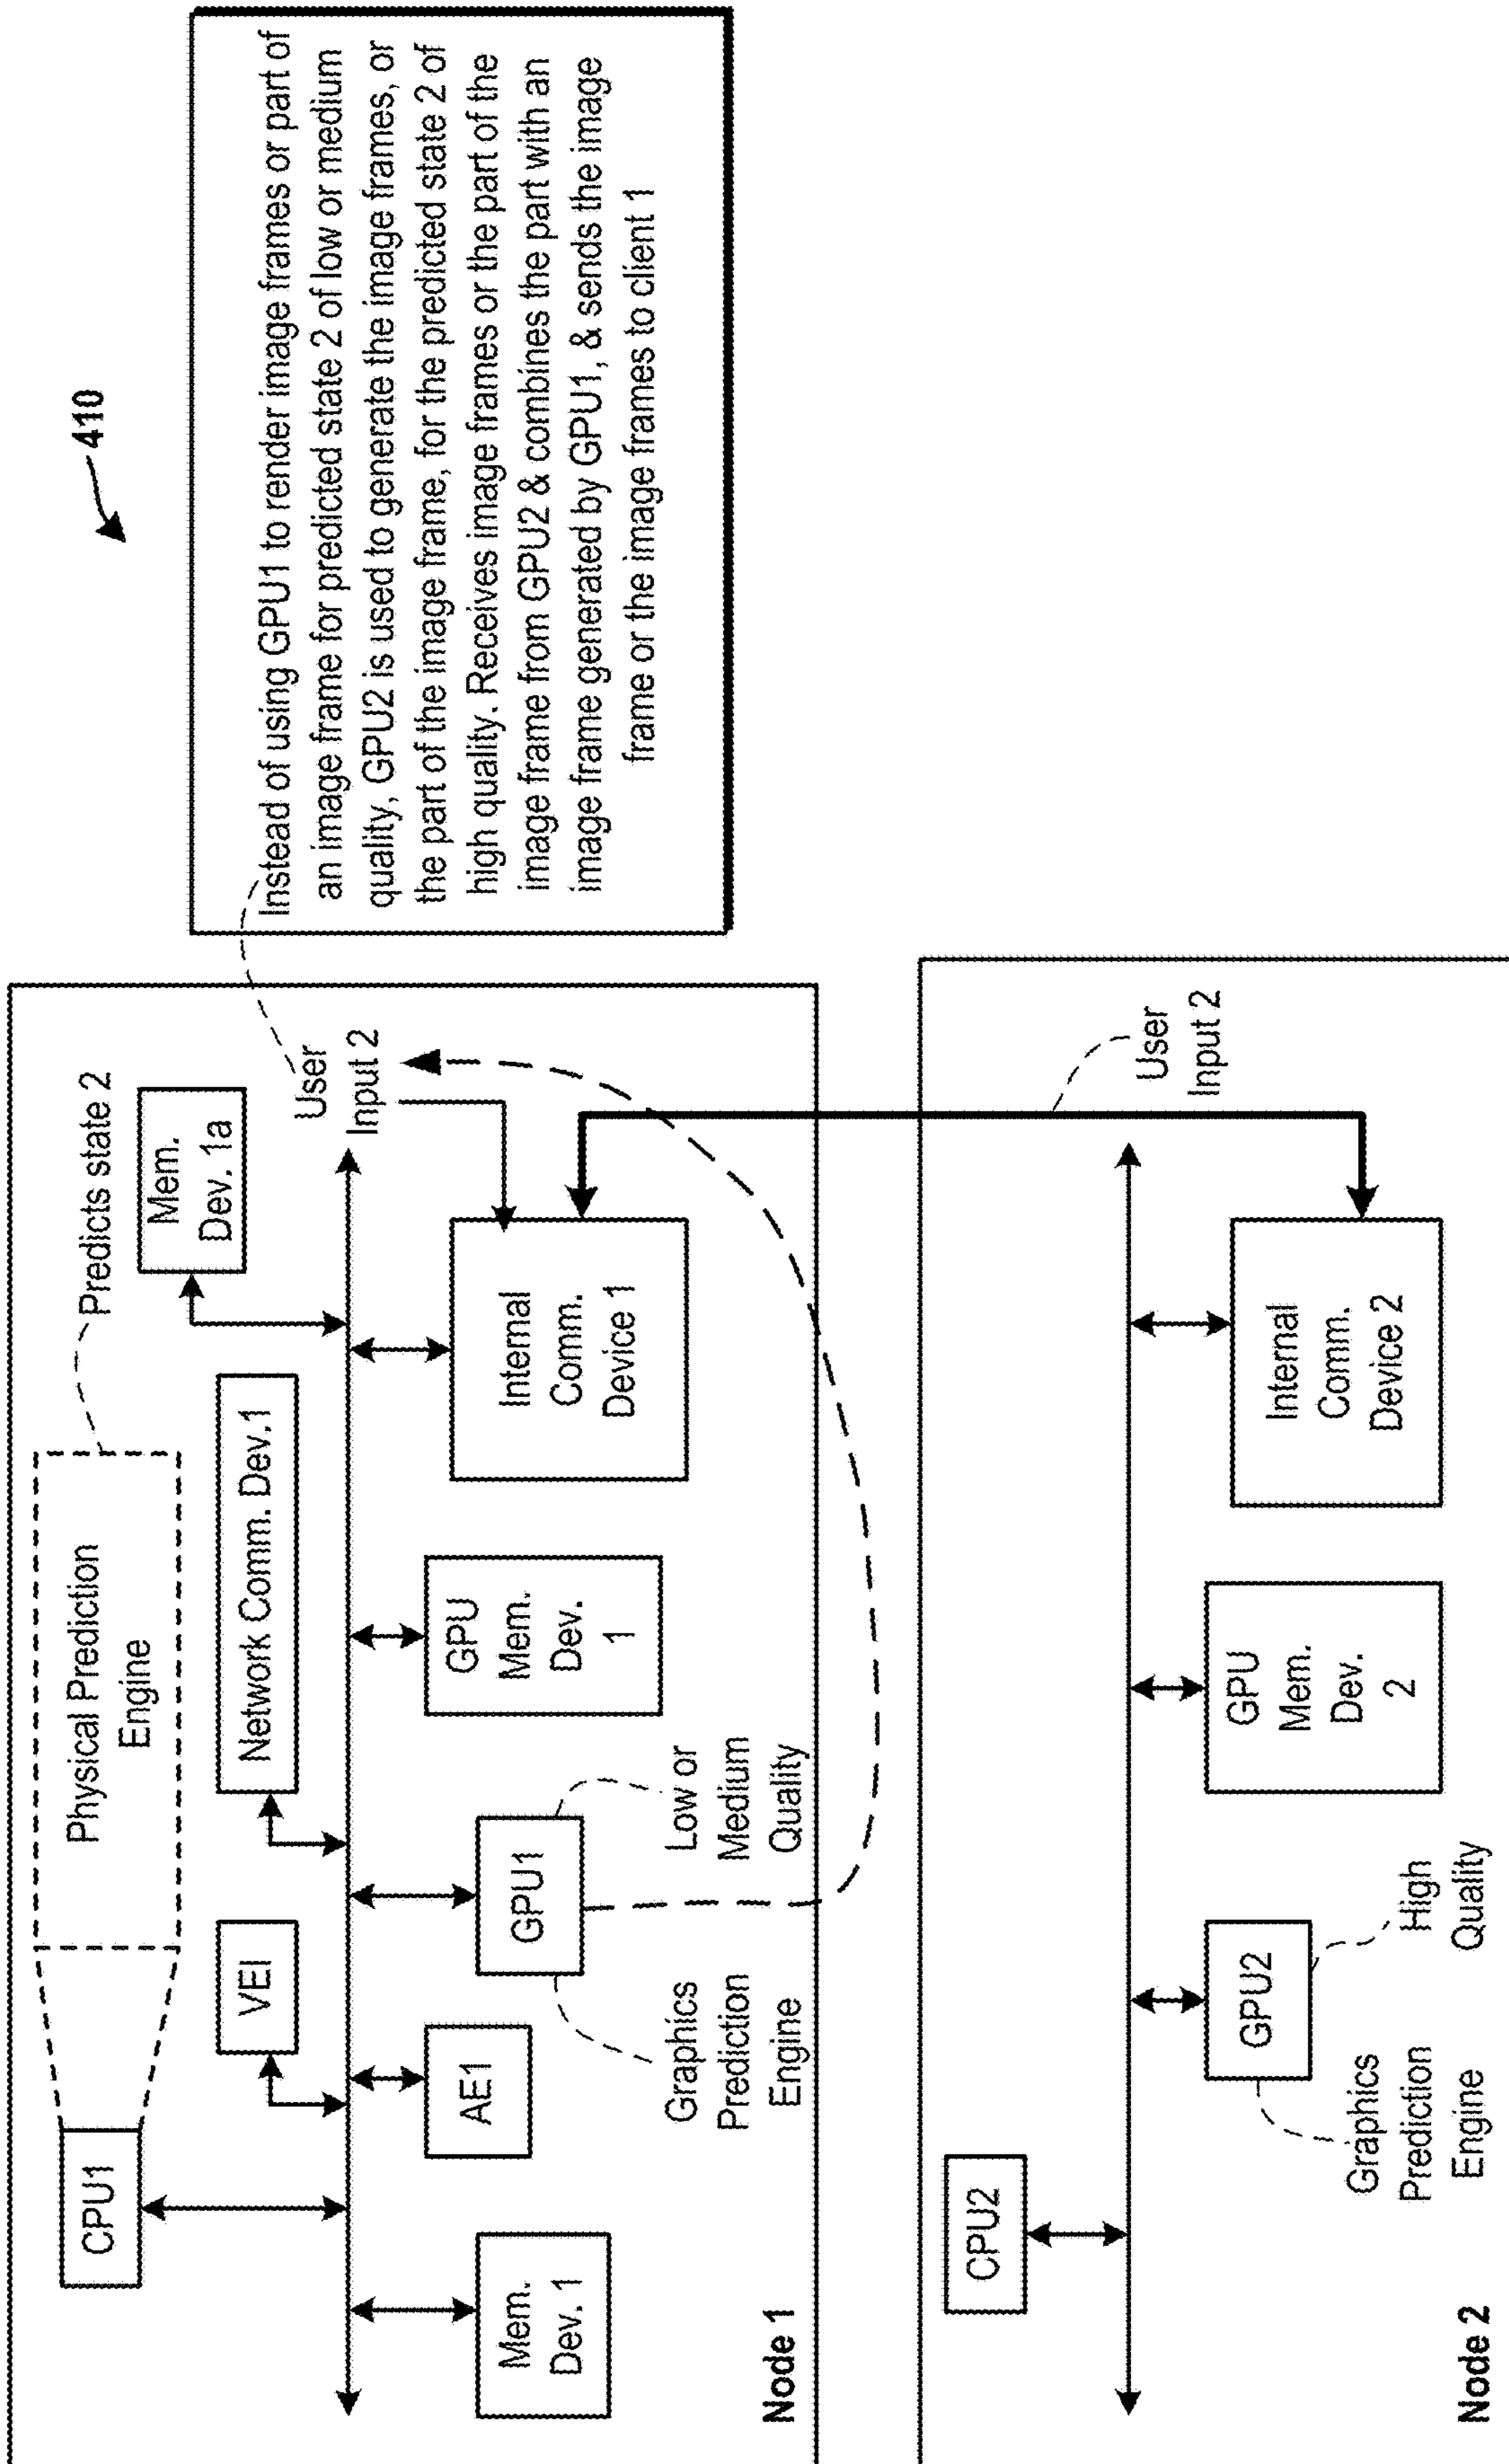 410
Instead of using GPU1 to render image frames or part of
an image frame for predicted state 2 of low or medium
quality, GPU2 is used to generate the image frames, or
the part of the image frame, for the predicted state 2 of
high quality. Receives image frames or the part of the
image frame from GPU2 & combines the part with an
image frame generated by GPU1, & sends the image
frame or the image frames to client 1
Predicts state 2
Physical Prediction
Engine
CPU1
VEI
Network Comm. Dev.1
Mem.
Dev. 1a
User
Input 2
Mem.
Dev. 1
AE1
GPU1
GPU
Mem.
Dev.
1
Internal
Comm.
Device 1
Graphics
Prediction
Engine
Low or
Medium
Quality
Node 1
CPU2
User
Input 2
GPU2
GPU
Mem.
Dev.
2
Internal
Comm.
Device 2
Graphics
Prediction
Engine
High
Quality
Node 2